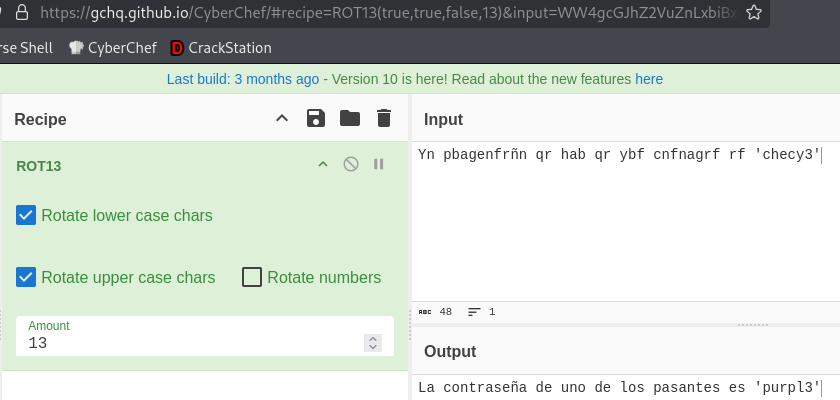 https://gchq.github.io/CyberChef/#recipe=ROT13(true,true,false,13)&input=WW4gcGJhZ2VuZnLxbiBx
rse Shell CyberChef CrackStation
Last build: 3 months ago - Version 10 is here! Read about the new features here
Recipe
Input
ROT13
Rotate lower case chars
Rotate upper case chars Rotate numbers
Amount
13
Yn pbagenfrñn qr hab qr ybf cnfnagrf rf 'checy3'
ABC 48 1
Output
La contraseña de uno de los pasantes es 'purpl3'